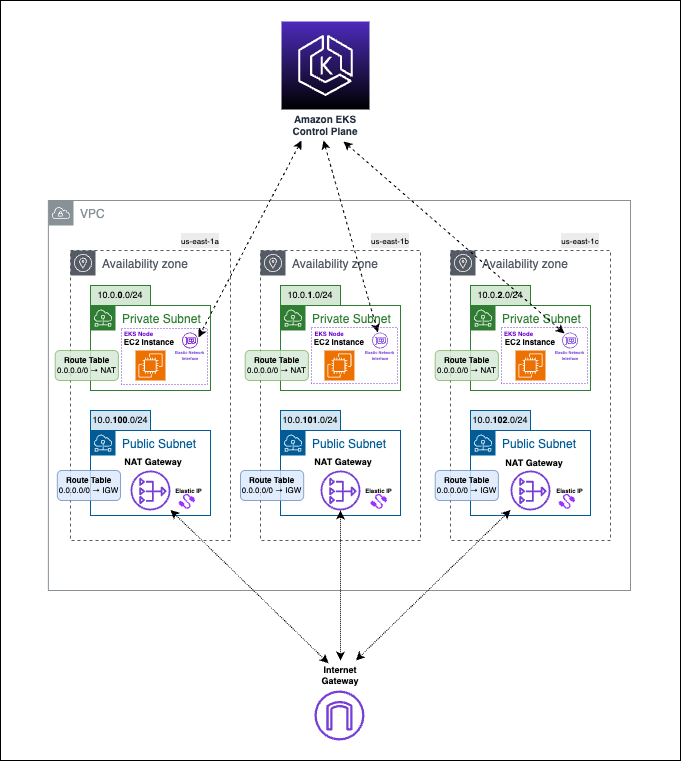 Amazon EKS
Control Plane
VPC
us-east-1a
Availability zone
10.0.0.0/24
Private Subnet
EKS Node
EC2 Instance
Elastic Network
Interface
Route Table
0.0.0.0/0 → NAT
10.0.100.0/24
Public Subnet
NAT Gateway
Route Table
0.0.0.0/0 → IGW
Elastic IP
us-east-1b
Availability zone
10.0.1.0/24
Private Subnet
EKS Node
EC2 Instance
Elastic Network
Interface
Route Table
0.0.0.0/0 → NAT
10.0.101.0/24
Public Subnet
NAT Gateway
Route Table
0.0.0.0/0 → IGW
Elastic IP
us-east-1c
Availability zone
10.0.2.0/24
Private Subnet
EKS Node
EC2 Instance
Elastic Network
Interface
Route Table
0.0.0.0/0 → NAT
10.0.102.0/24
Public Subnet
NAT Gateway
Route Table
0.0.0.0/0 → IGW
Elastic IP
Internet
Gateway